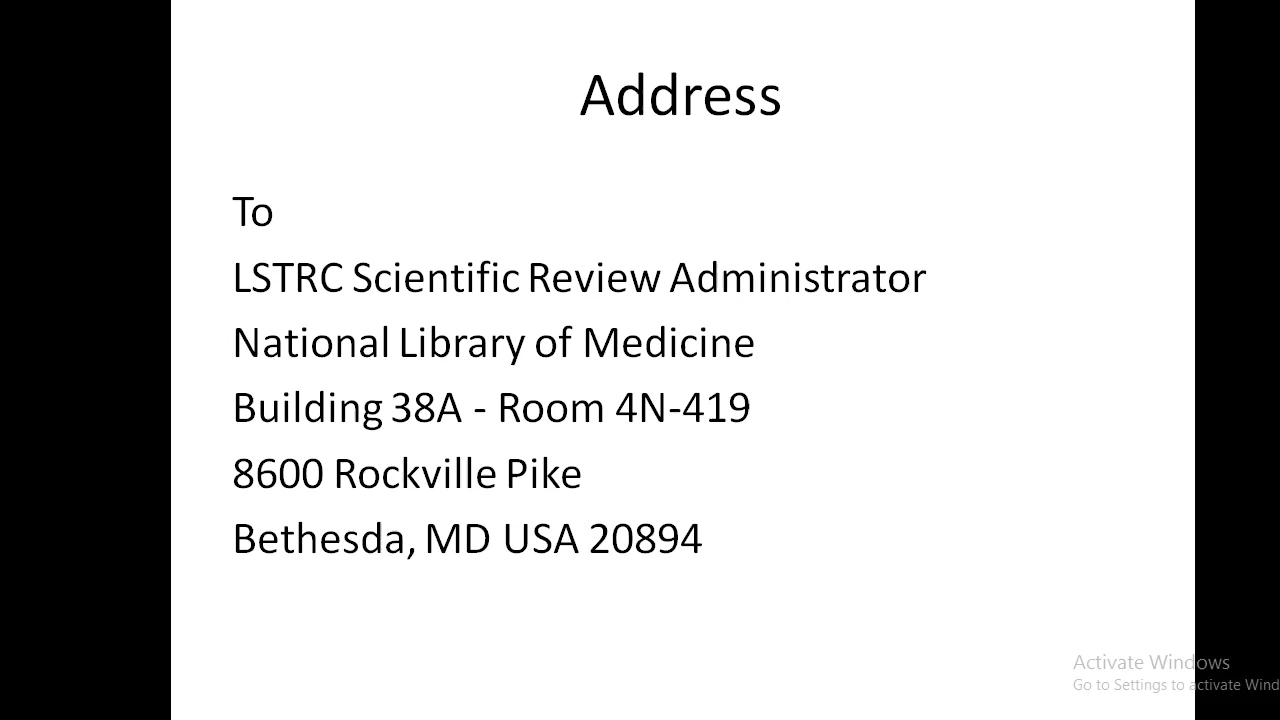 Address
To
LSTRC Scientific Review Administrator
National Library of Medicine
Building 38A - Room 4N-419
8600 Rockville Pike
Bethesda, MD USA 20894
Activate Windows
Go to Settings to activate Wind